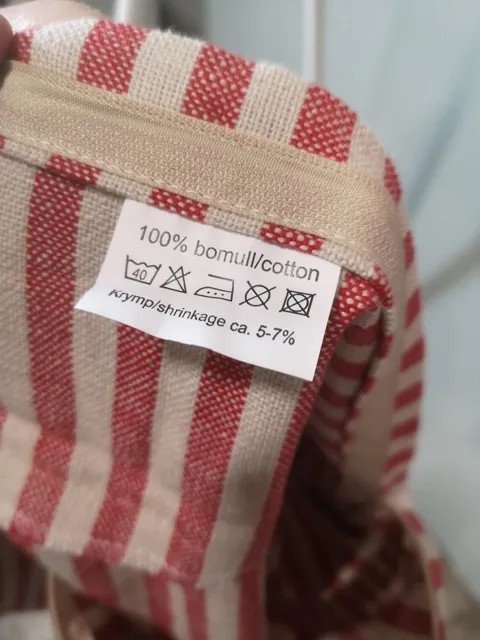 100% bomull/cotton
40
Krymp/shrinkage ca. 5-7%